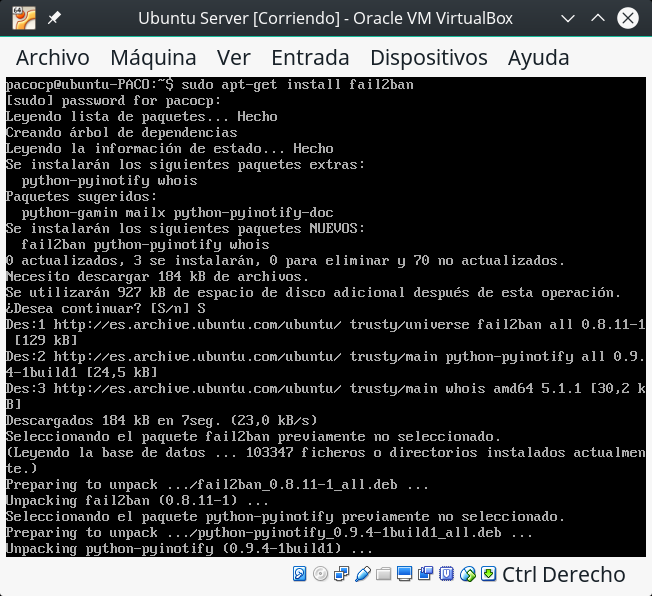 Ubuntu Server [Corriendo] - Oracle VM VirtualBox
Archivo Máquina Ver Entrada Dispositivos Ayuda
pacocp@ubuntu-PACO:~$ sudo apt-get install fail2ban
[sudo] password for pacocp:
Leyendo lista de paquetes... Hecho
Creando árbol de dependencias
Leyendo la información de estado... Hecho
Se instalarán los siguientes paquetes extras:
  python-pyinotify whois
Paquetes sugeridos:
  python-gamin mailx python-pyinotify-doc
Se instalarán los siguientes paquetes NUEVOS:
  fail2ban python-pyinotify whois
0 actualizados, 3 se instalarán, 0 para eliminar y 70 no actualizados.
Necesito descargar 184 kB de archivos.
Se utilizarán 927 kB de espacio de disco adicional después de esta operación.
¿Desea continuar? [S/n] S
Des:1 http://es.archive.ubuntu.com/ubuntu/ trusty/universe fail2ban all 0.8.11-1
 [129 kB]
Des:2 http://es.archive.ubuntu.com/ubuntu/ trusty/main python-pyinotify all 0.9.
4-1build1 [24,5 kB]
Des:3 http://es.archive.ubuntu.com/ubuntu/ trusty/main whois amd64 5.1.1 [30,2 k
B]
Descargados 184 kB en 7seg. (23,0 kB/s)
Seleccionando el paquete fail2ban previamente no seleccionado.
(Leyendo la base de datos ... 103347 ficheros o directorios instalados actualmen
te.)
Preparing to unpack .../fail2ban_0.8.11-1_all.deb ...
Unpacking fail2ban (0.8.11-1) ...
Seleccionando el paquete python-pyinotify previamente no seleccionado.
Preparing to unpack .../python-pyinotify_0.9.4-1build1_all.deb ...
Unpacking python-pyinotify (0.9.4-1build1) ...
Ctrl Derecho